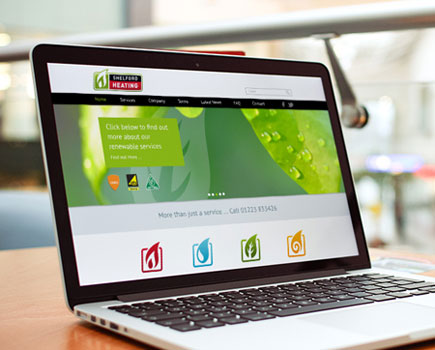 SHELFORD
HEATING
Home Services Company Terms Latest News FAQ Contact
Click below to find out
more about our
renewable services
Find out more
More than just a service ... Call 01223 833426